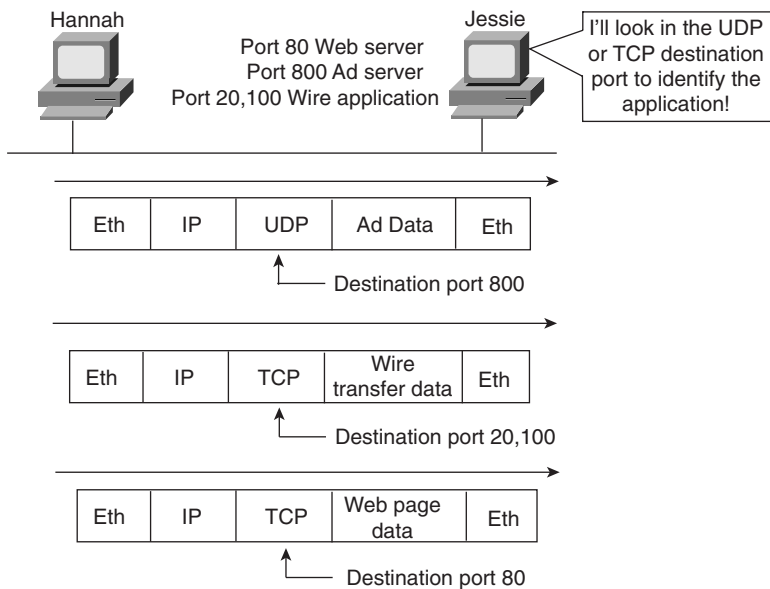 Hannah
Jessie
Port 80 Web server
Port 800 Ad server
Port 20,100 Wire application
I'll look in the UDP
or TCP destination
port to identify the
application!
Eth IP UDP Ad Data Eth
Destination port 800
Eth IP TCP Wire transfer data Eth
Destination port 20,100
Eth IP TCP Web page data Eth
Destination port 80